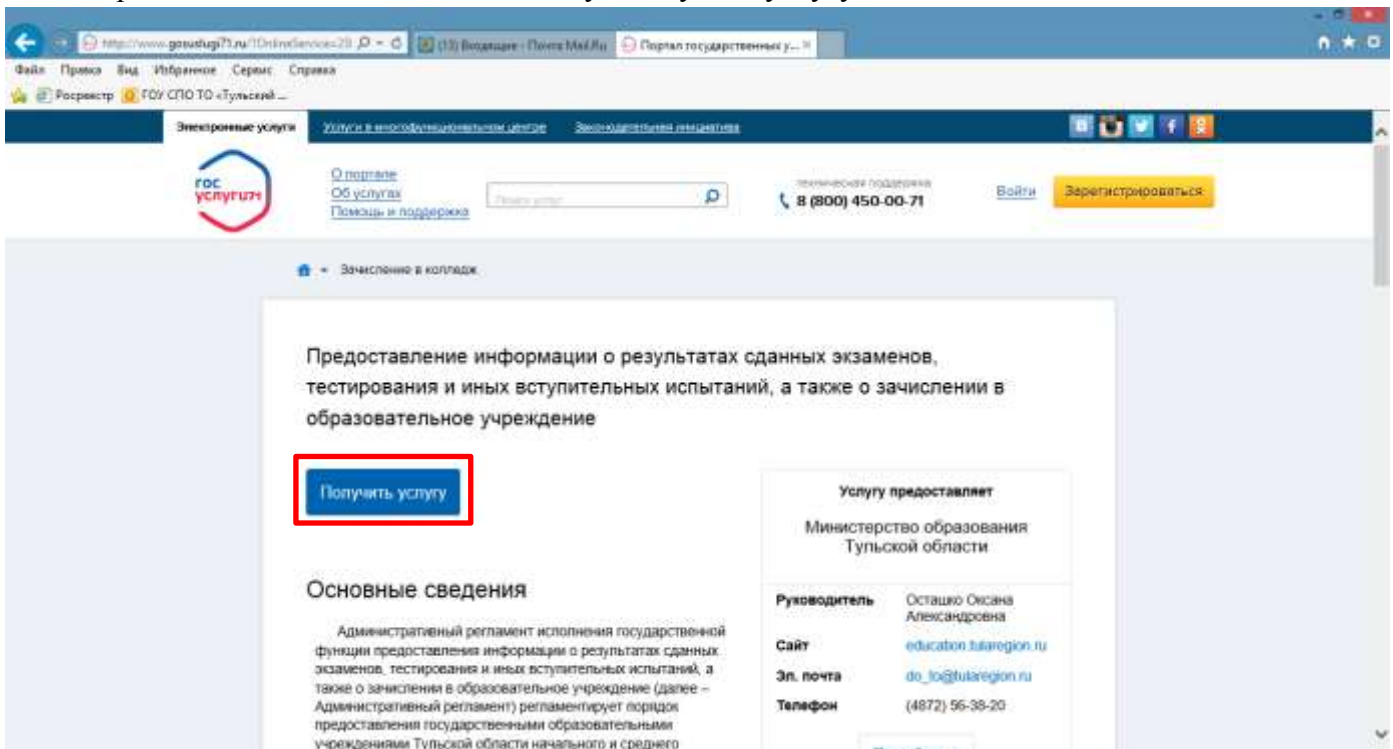 http://www.gosuslugi71.ru/
(13) Входящие - Почта Mail.Ru
Портал государственных у...
Файл Правка Вид Избранное Сервис Справка
Росреестр ГОУ СПО ТО «Тульский ...
Электронные услуги Услуги в многофункциональном центре Законодательная инициатива
гос
услуги71
О портале
Об услугах
Помощь и поддержка
Поиск услуг
техническая поддержка
8 (800) 450-00-71
Войти
Зарегистрироваться
Зачисление в колледж
Предоставление информации о результатах сданных экзаменов,
тестирования и иных вступительных испытаний, а также о зачислении в
образовательное учреждение
Получить услугу
Основные сведения
Административный регламент исполнения государственной
функции предоставления информации о результатах сданных
экзаменов, тестирования и иных вступительных испытаний, а
также о зачислении в образовательное учреждение (далее –
Административный регламент) регламентирует порядок
предоставления государственными образовательными
учреждениями Тульской области начального и среднего
Услугу предоставляет
Министерство образования
Тульской области
Руководитель Осташко Оксана
Александровна
Сайт education.tularegion.ru
Эл. почта do_to@tularegion.ru
Телефон (4872) 56-38-20